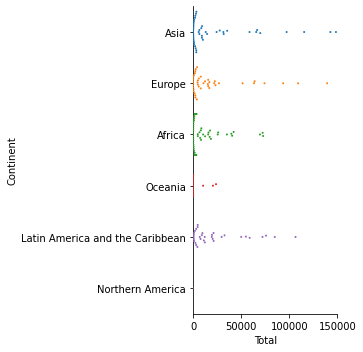 Continent
Asia
Europe
Africa
Oceania
Latin America and the Caribbean
Northern America
0 50000 100000 150000
Total